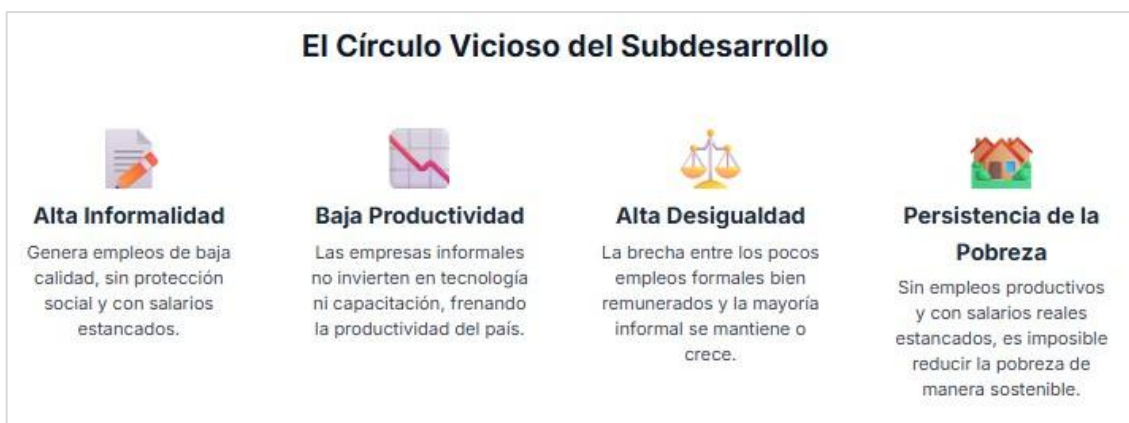 El Círculo Vicioso del Subdesarrollo
Alta Informalidad
Genera empleos de baja
calidad, sin protección
social y con salarios
estancados.
Baja Productividad
Las empresas informales
no invierten en tecnología
ni capacitación, frenando
la productividad del país.
Alta Desigualdad
La brecha entre los pocos
empleos formales bien
remunerados y la mayoría
informal se mantiene o
crece.
Persistencia de la
Pobreza
Sin empleos productivos
y con salarios reales
estancados, es imposible
reducir la pobreza de
manera sostenible.